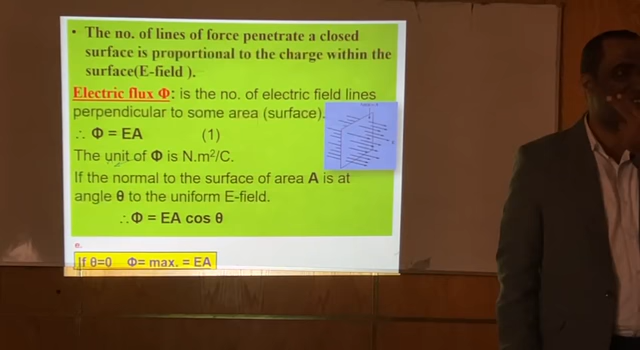 • The no. of lines of force penetrate a closed
surface is proportional to the charge within the
surface(E-field ).
Electric flux Φ: is the no. of electric field lines
perpendicular to some area (surface).
∴ Φ = EA (1)
The unit of Φ is N.m²/C.
If the normal to the surface of area A is at
angle θ to the uniform E-field.
∴Φ = EA cos θ
e.
If θ=0 Φ= max. = EA